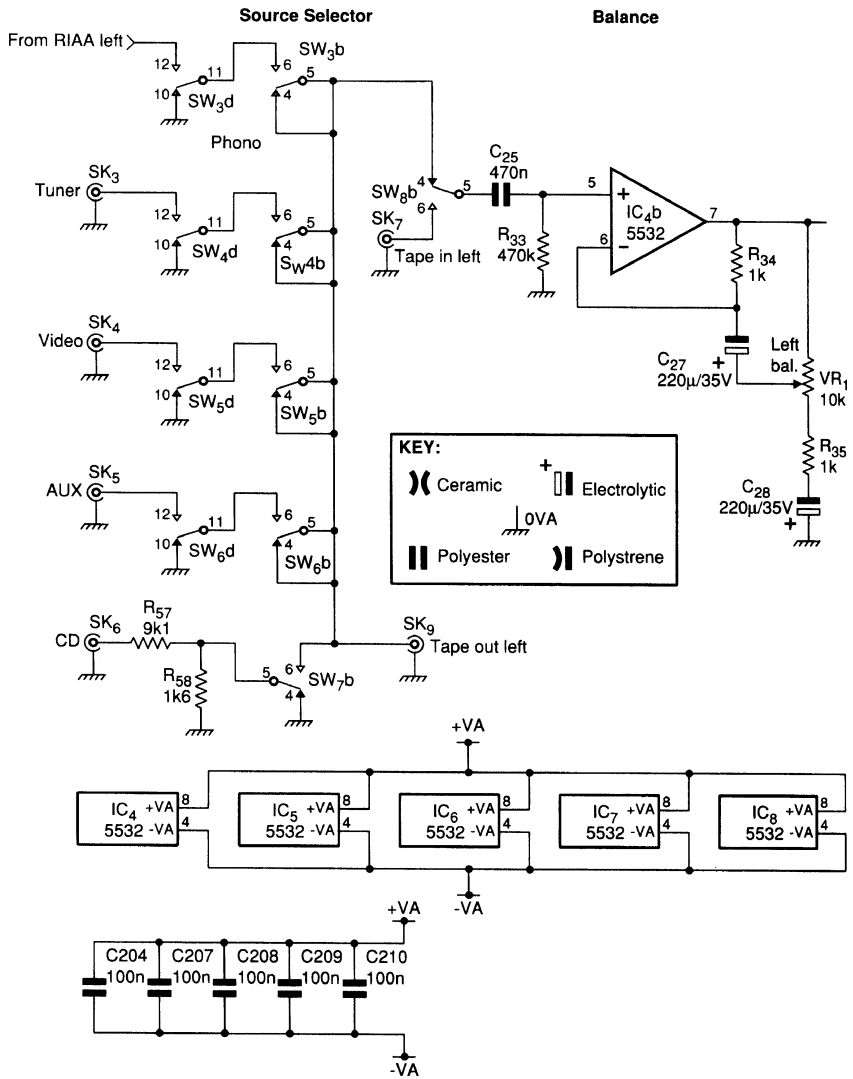 Source Selector
Balance
From RIAA left
12
11
10
SW3d
6
5
4
SW3b
Phono
SK3
Tuner
12
11
10
SW4d
6
5
4
SW4b
SK4
Video
12
11
10
SW5d
6
5
4
SW5b
SK5
AUX
12
11
10
SW6d
6
5
4
SW6b
SK6
CD
R57
9k1
R58
1k6
5
6
4
SW7b
SK9
Tape out left
4
5
6
SW8b
SK7
Tape in left
C25
470n
R33
470k
5
+
6
–
IC4b
5532
7
R34
1k
C27
220µ/35V
+
Left
bal.
VR1
10k
R35
1k
C28
220µ/35V
+
KEY:
Ceramic
+
Electrolytic
0VA
Polyester
Polystrene
+VA
IC4 +VA 8
5532 -VA 4
IC5 +VA 8
5532 -VA 4
IC6 +VA 8
5532 -VA 4
IC7 +VA 8
5532 -VA 4
IC8 +VA 8
5532 -VA 4
-VA
+VA
C204
100n
C207
100n
C208
100n
C209
100n
C210
100n
-VA